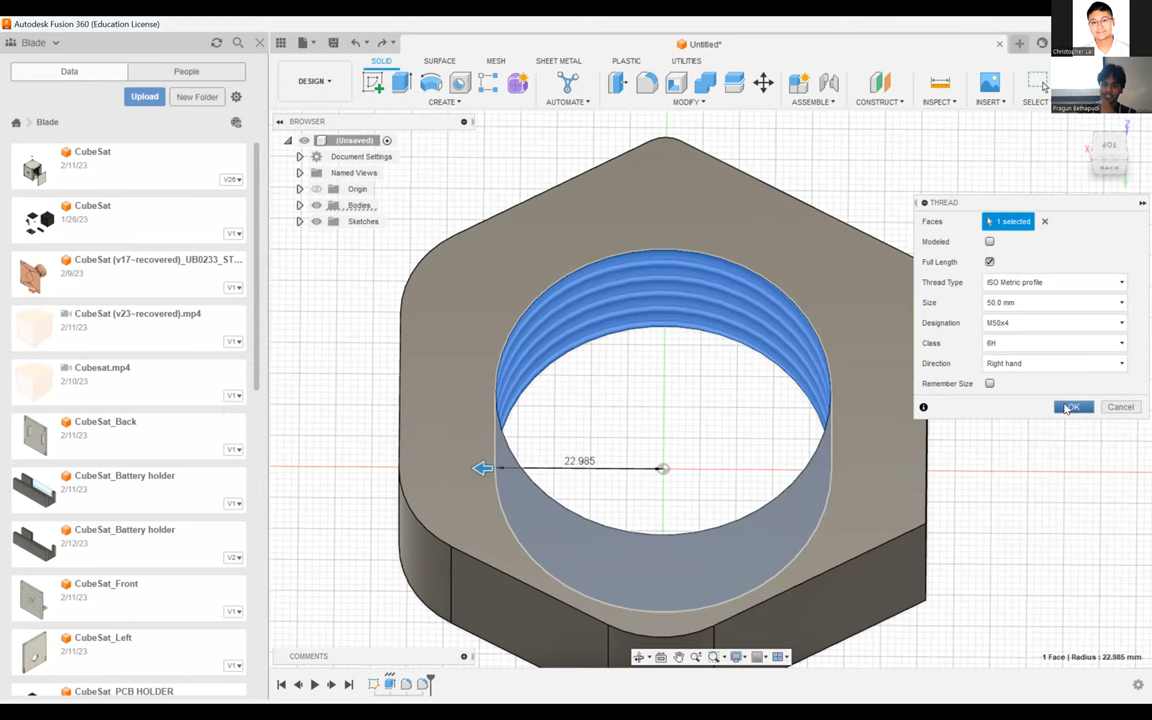 Autodesk Fusion 360 (Education License)
Blade
Untitled*
Data
People
Upload
New Folder
Blade
CubeSat
2/11/23
V26
CubeSat
1/26/23
V1
CubeSat (v17~recovered)_UB0233_ST...
2/9/23
V1
CubeSat (v23~recovered).mp4
2/11/23
V1
Cubesat.mp4
2/10/23
V1
CubeSat_Back
2/11/23
V1
CubeSat_Battery holder
2/11/23
V1
CubeSat_Battery holder
2/12/23
V2
CubeSat_Front
2/11/23
V1
CubeSat_Left
2/11/23
V1
CubeSat_PCB HOLDER
SOLID
SURFACE
MESH
SHEET METAL
PLASTIC
UTILITIES
DESIGN
CREATE
AUTOMATE
MODIFY
ASSEMBLE
CONSTRUCT
INSPECT
INSERT
SELECT
Christopher Lai
Pragun Bethapudi
BROWSER
(Unsaved)
Document Settings
Named Views
Origin
Bodies
Sketches
22.985
Z
X
TOP
BACK
THREAD
Faces
1 selected
Modeled
Full Length
Thread Type
ISO Metric profile
Size
50.0 mm
Designation
M50x4
Class
6H
Direction
Right hand
Remember Size
OK
Cancel
COMMENTS
1 Face | Radius : 22.985 mm